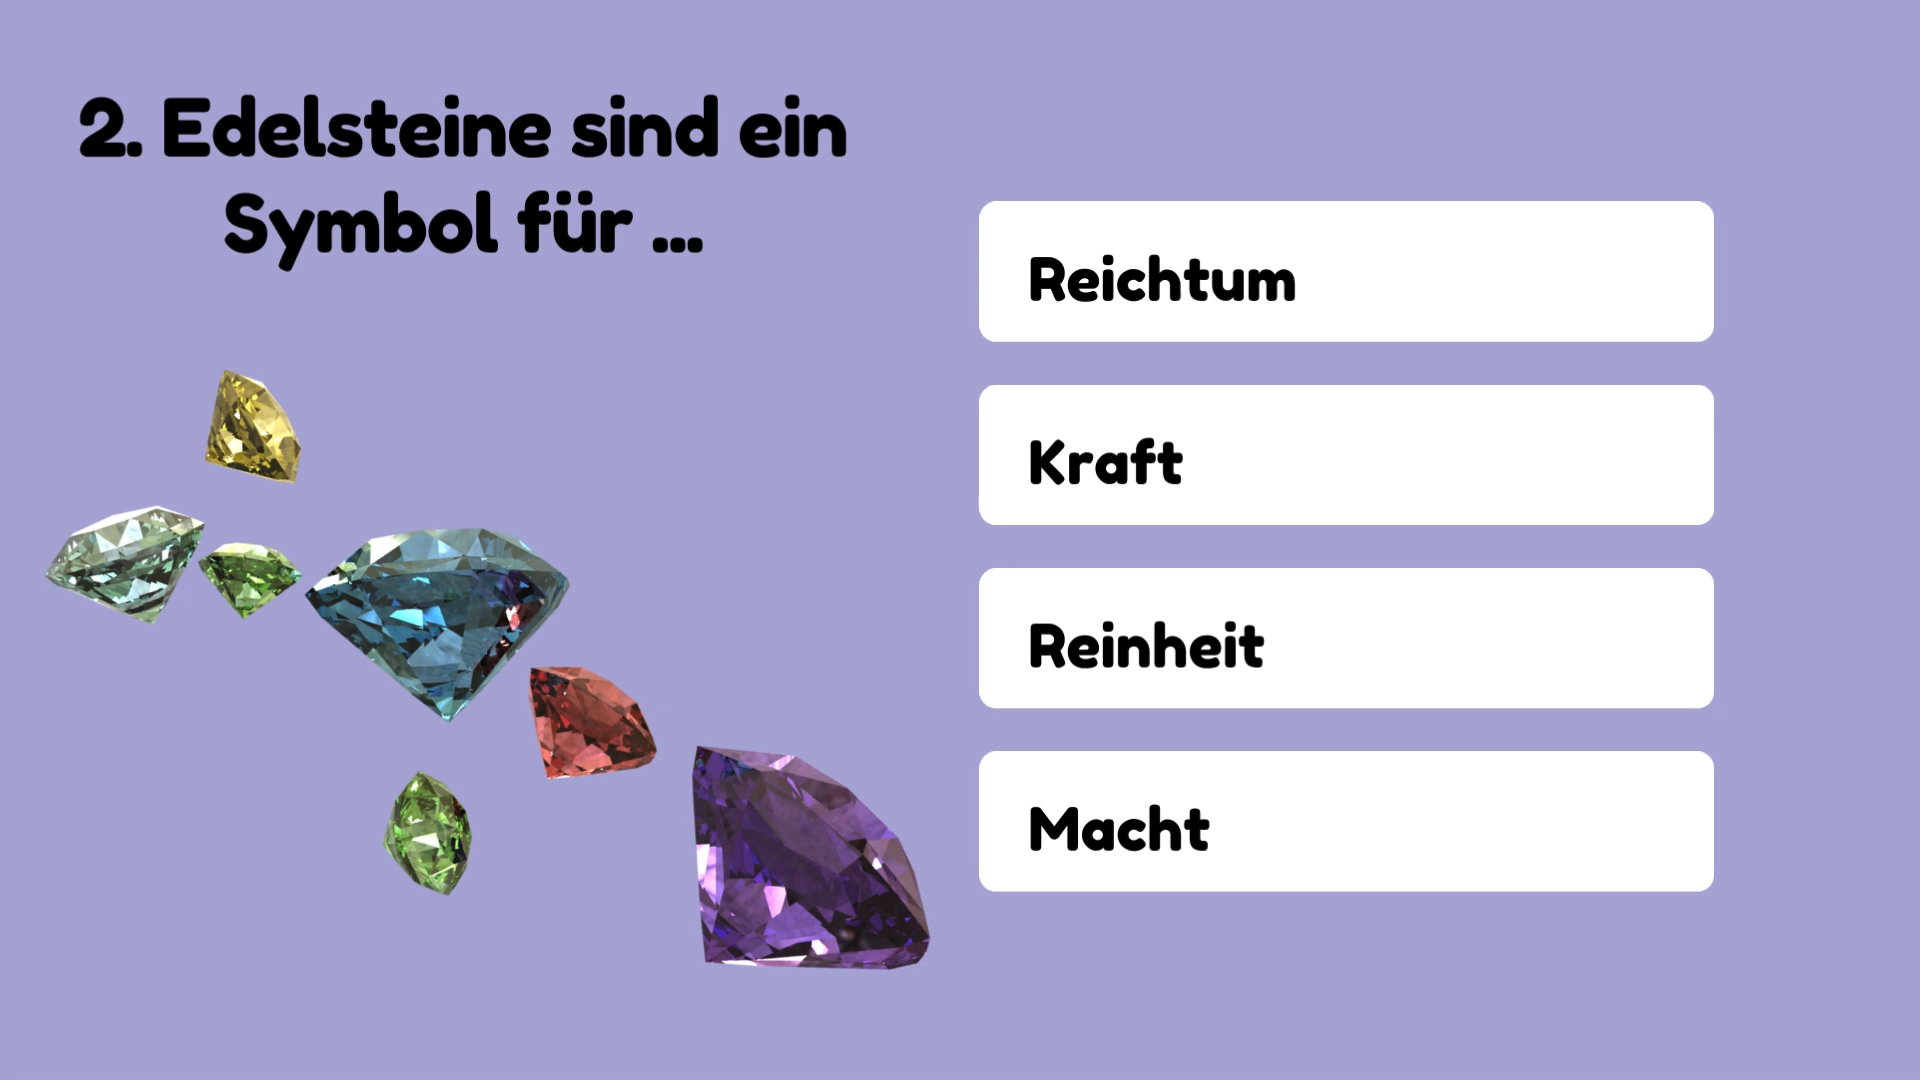 2. Edelsteine sind ein
Symbol für ...
Reichtum
Kraft
Reinheit
Macht